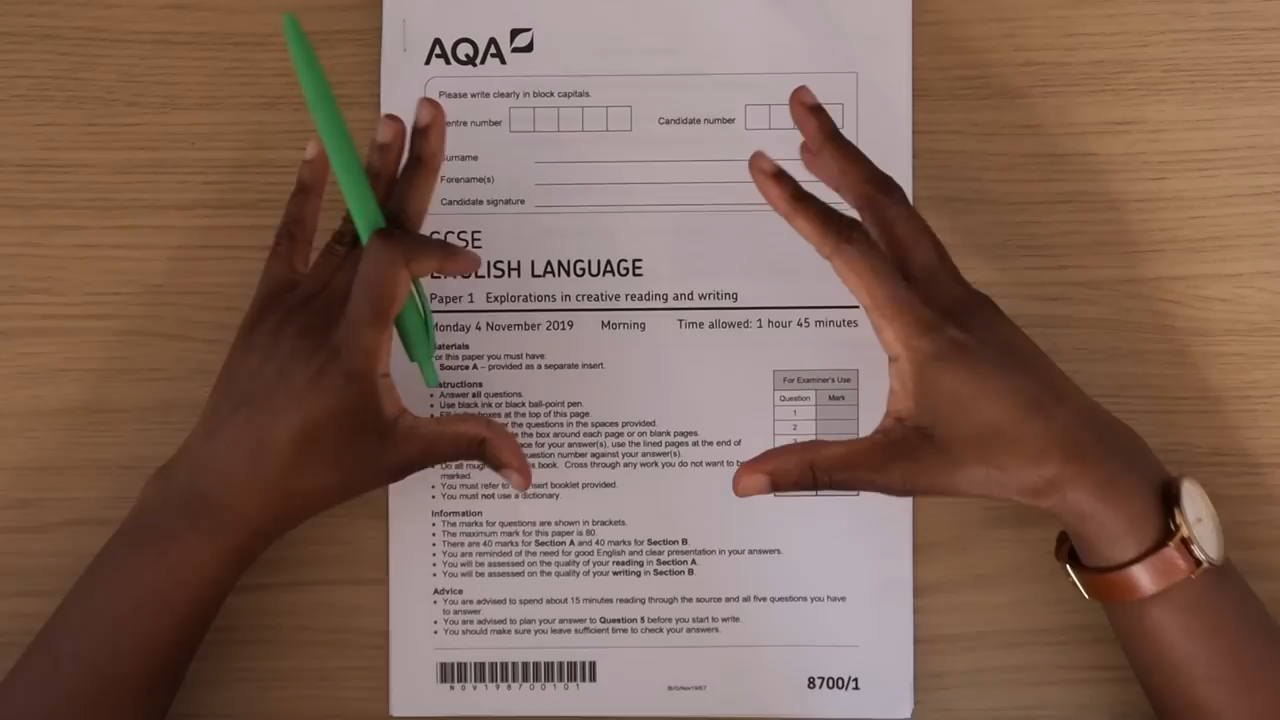 AQA
Please write clearly in block capitals.
entre number
Candidate number
urname
Forename(s)
Candidate signature
GCSE
ENGLISH LANGUAGE
Paper 1 Explorations in creative reading and writing
Monday 4 November 2019 Morning Time allowed: 1 hour 45 minutes
aterials
or this paper you must have:
Source A – provided as a separate insert.
structions
• Answer all questions.
• Use black ink or black ball-point pen.
boxes at the top of this page.
the questions in the spaces provided.
the box around each page or on blank pages.
for your answer(s), use the lined pages at the end of
question number against your answer(s).
• Do all book. Cross through any work you do not want to be
marked.
• You must refer to insert booklet provided.
• You must not use a dictionary.
For Examiner's Use
Question Mark
1
2
Information
• The marks for questions are shown in brackets.
• The maximum mark for this paper is 80.
• There are 40 marks for Section A and 40 marks for Section B.
• You are reminded of the need for good English and clear presentation in your answers.
• You will be assessed on the quality of your reading in Section A.
• You will be assessed on the quality of your writing in Section B.
Advice
• You are advised to spend about 15 minutes reading through the source and all five questions you have
to answer.
• You are advised to plan your answer to Question 5 before you start to write.
• You should make sure you leave sufficient time to check your answers.
N0V198700101
8700/1